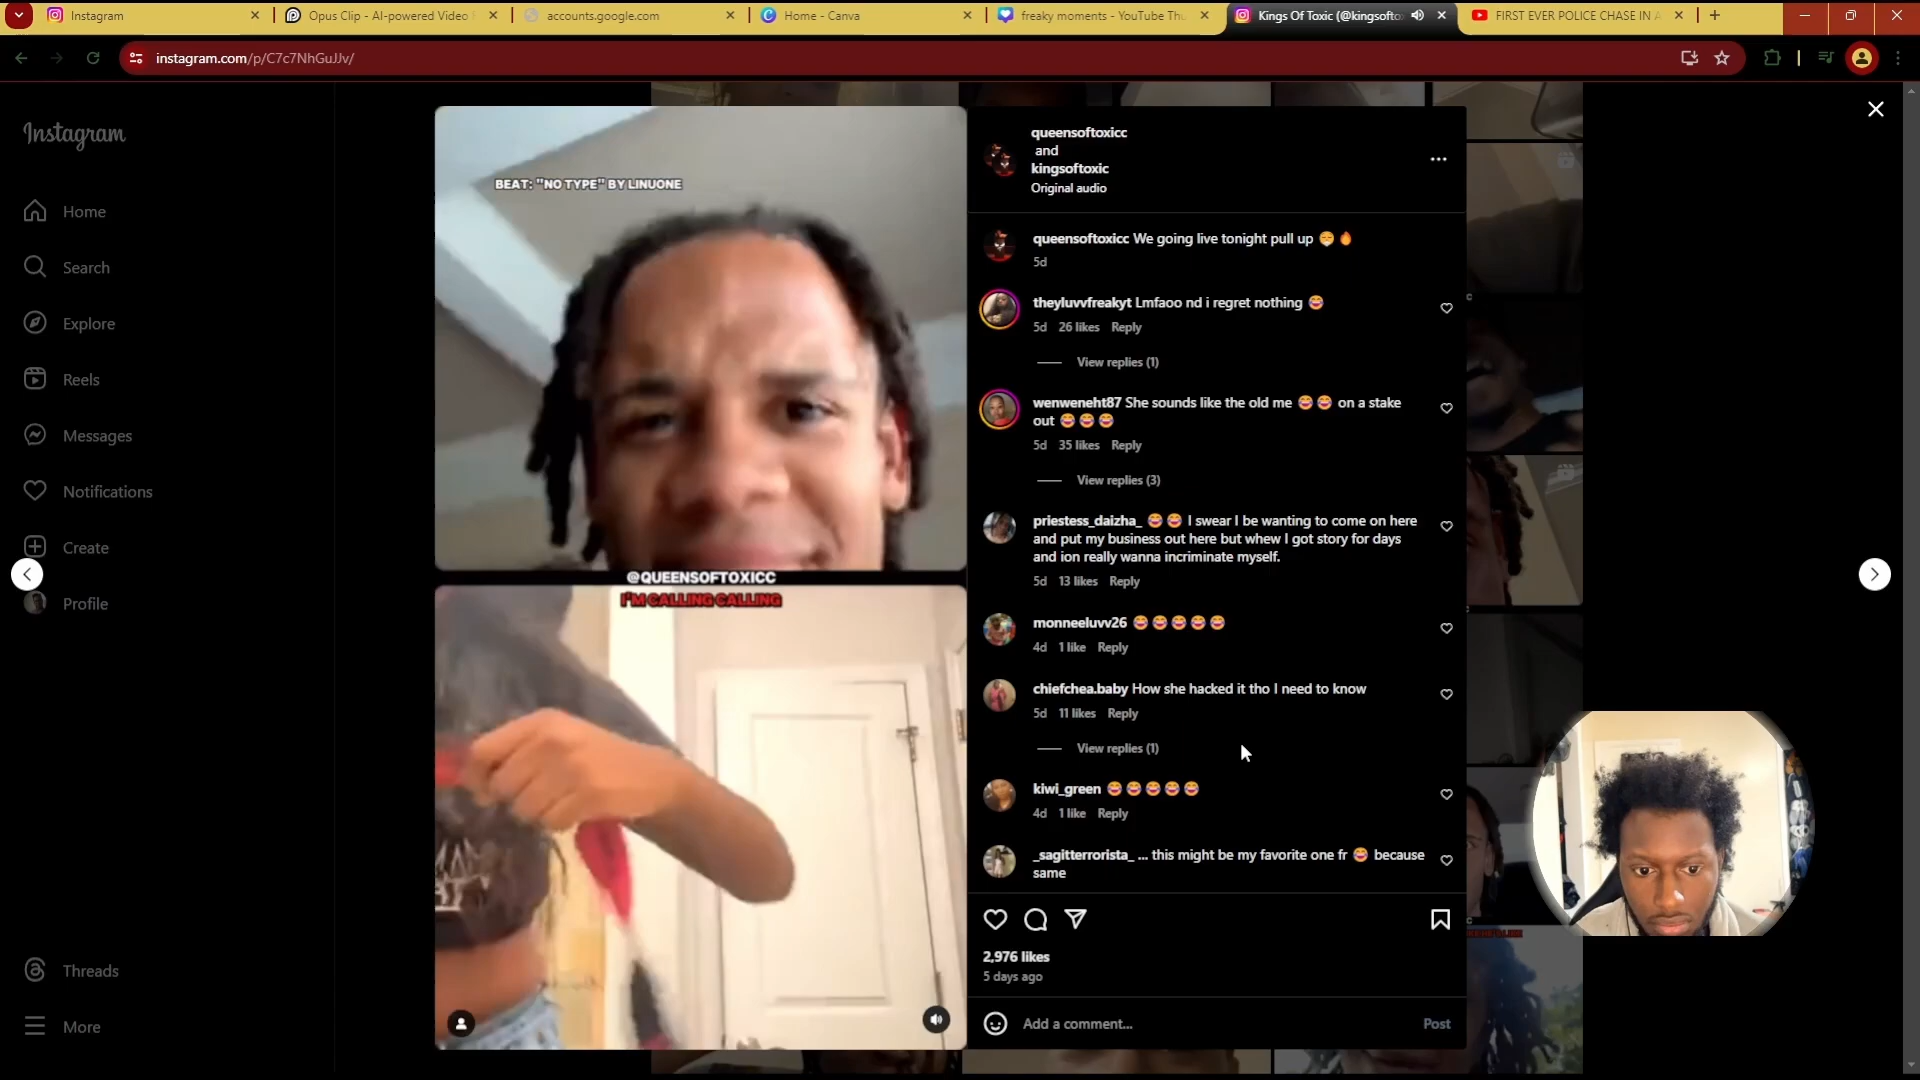 Instagram
Opus Clip - AI-powered Video
accounts.google.com
Home - Canva
freaky moments - YouTube Thu
Kings Of Toxic (@kingsofto
FIRST EVER POLICE CHASE IN A
instagram.com/p/C7c7NhGuJJv/
Instagram
Home
Search
Explore
Reels
Messages
Notifications
Create
Profile
Threads
More
BEAT: "NO TYPE" BY LINUONE
@QUEENSOFTOXICC
I'M CALLING CALLING
queensoftoxicc
and
kingsoftoxic
Original audio
queensoftoxicc We going live tonight pull up 😁🔥
5d
theyluvvfreakyt Lmfaoo nd i regret nothing 😂
5d 26 likes Reply
View replies (1)
wenweneht87 She sounds like the old me 😂😂 on a stake
out 😂😂😂
5d 35 likes Reply
View replies (3)
priestess_daizha_ 😂😂 I swear I be wanting to come on here
and put my business out here but whew I got story for days
and ion really wanna incriminate myself.
5d 13 likes Reply
monneeluvv26 😂😂😂😂😂
4d 1 like Reply
chiefchea.baby How she hacked it tho I need to know
5d 11 likes Reply
View replies (1)
kiwi_green 😂😂😂😂😂
4d 1 like Reply
_sagitterrorista_ ... this might be my favorite one fr 😂 because
same
2,976 likes
5 days ago
Add a comment...
Post